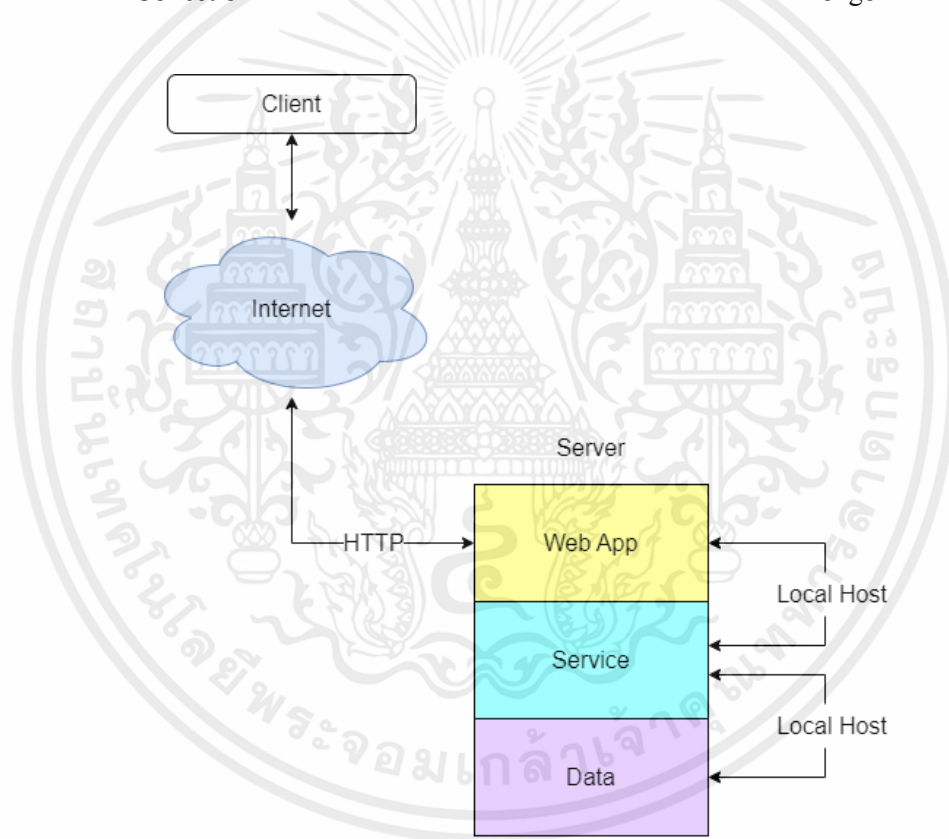 Client
Internet
Server
HTTP
Web App
Local Host
Service
Local Host
Data